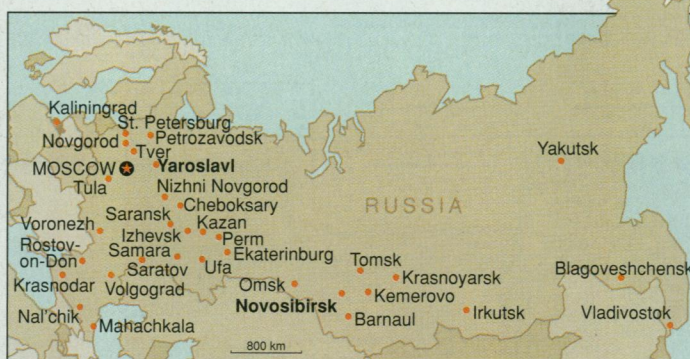 Kaliningrad
St. Petersburg
Novgorod
Petrozavodsk
Tver
MOSCOW
Yaroslavl
Tula
Nizhni Novgorod
Cheboksary
Saransk
Voronezh
Kazan
Izhevsk
Perm
Rostov-
on-Don
Samara
Ekaterinburg
Saratov
Ufa
Krasnodar
Volgograd
Nal'chik
Mahachkala
RUSSIA
Yakutsk
Tomsk
Omsk
Krasnoyarsk
Novosibirsk
Kemerovo
Barnaul
Irkutsk
Blagoveshchensk
Vladivostok
800 km